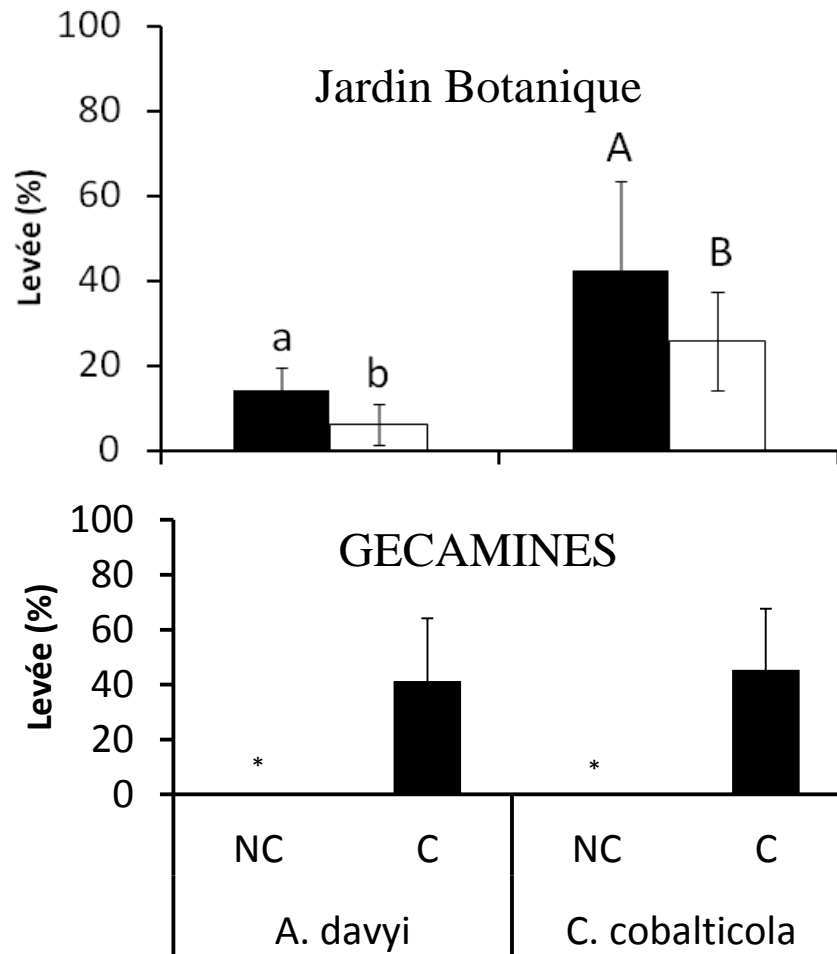 Jardin Botanique
Levée (%)
100
80
60
40
20
0
a
b
A
B
GECAMINES
Levée (%)
100
80
60
40
20
0
*
*
NC C NC C
A. davyi C. cobalticola